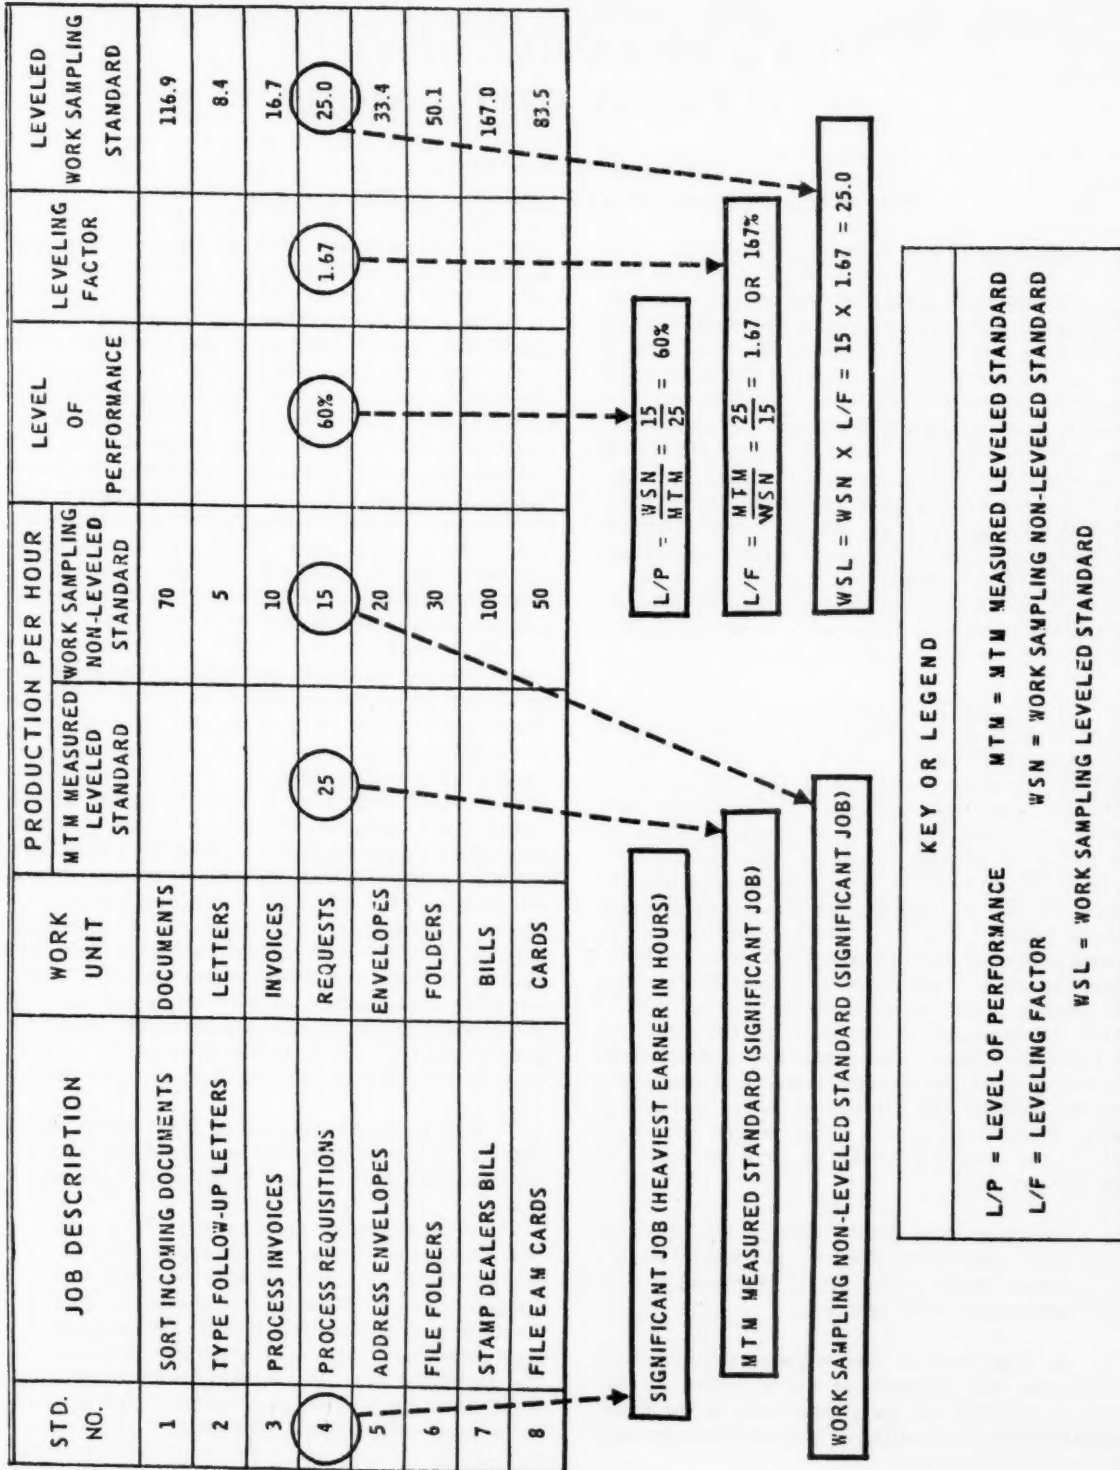 STD. NO. | JOB DESCRIPTION | WORK UNIT | PRODUCTION PER HOUR | LEVEL OF PERFORMANCE | LEVELING FACTOR | LEVELED WORK SAMPLING STANDARD
MTM MEASURED LEVELED STANDARD | WORK SAMPLING NON-LEVELED STANDARD
1 SORT INCOMING DOCUMENTS DOCUMENTS 70 116.9
2 TYPE FOLLOW-UP LETTERS LETTERS 5 8.4
3 PROCESS INVOICES INVOICES 10 16.7
4 PROCESS REQUISITIONS REQUESTS 25 15 60% 1.67 25.0
5 ADDRESS ENVELOPES ENVELOPES 20 33.4
6 FILE FOLDERS FOLDERS 30 50.1
7 STAMP DEALERS BILL BILLS 100 167.0
8 FILE EAM CARDS CARDS 50 83.5
SIGNIFICANT JOB (HEAVIEST EARNER IN HOURS)
L/P = WSN/MTM = 15/25 = 60%
MTM MEASURED STANDARD (SIGNIFICANT JOB)
L/F = MTM/WSN = 25/15 = 1.67 OR 167%
WORK SAMPLING NON-LEVELED STANDARD (SIGNIFICANT JOB)
WSL = WSN X L/F = 15 X 1.67 = 25.0
KEY OR LEGEND
L/P = LEVEL OF PERFORMANCE MTM = MTM MEASURED LEVELED STANDARD
L/F = LEVELING FACTOR WSN = WORK SAMPLING NON-LEVELED STANDARD
WSL = WORK SAMPLING LEVELED STANDARD